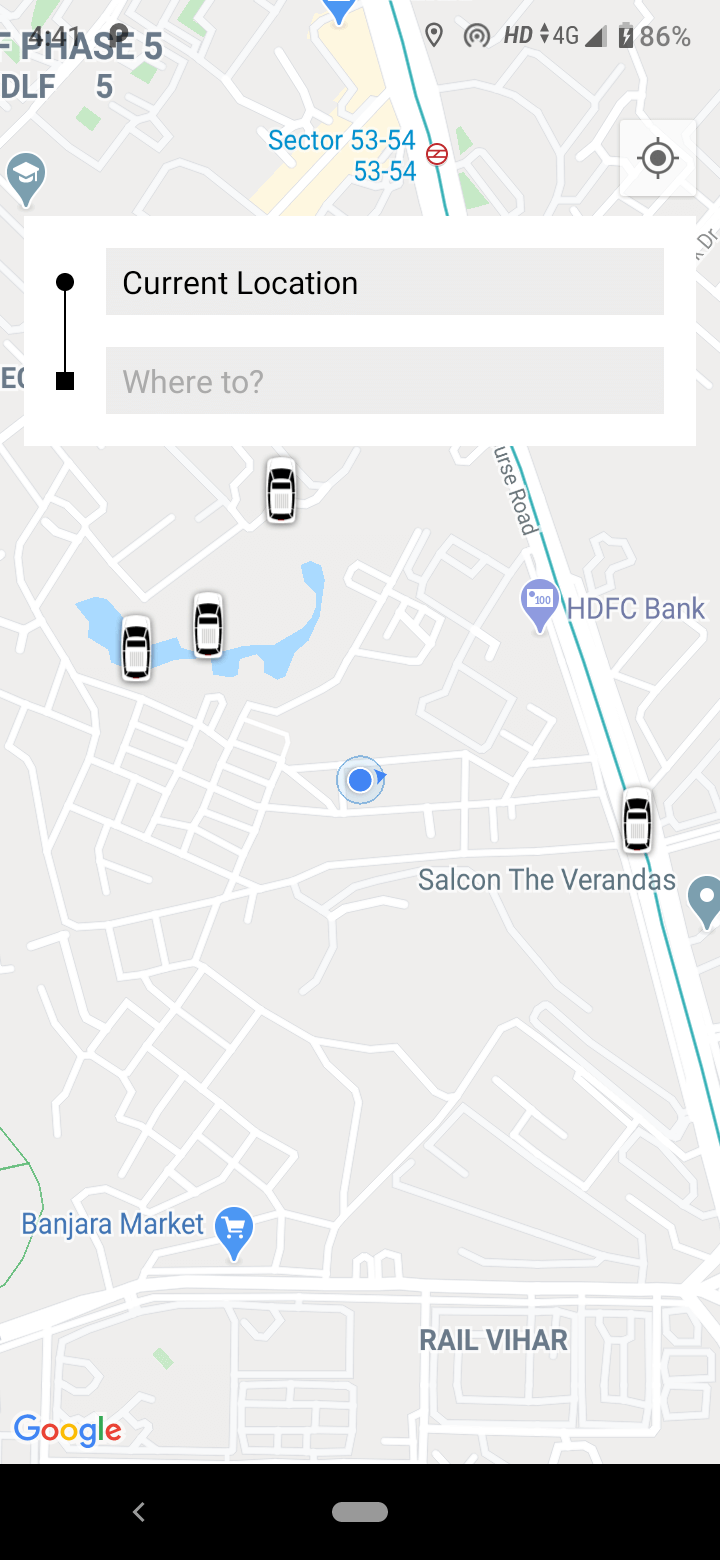 4:41
HD 4G 86%
F PHASE 5
DLF 5
Sector 53-54
53-54
Dr
Current Location
Where to?
urse Road
100
HDFC Bank
Salcon The Verandas
Banjara Market
RAIL VIHAR
Google